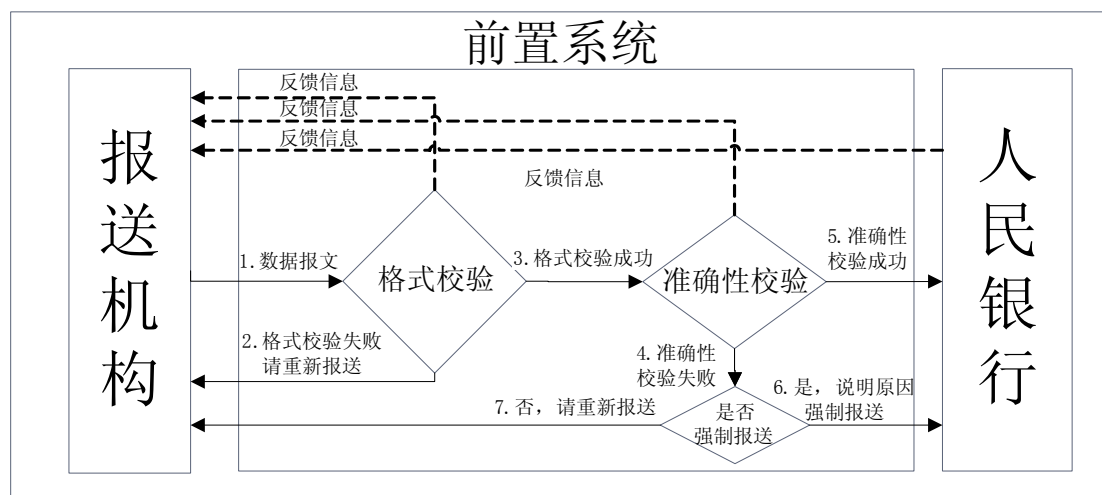 前置系统
反馈信息
反馈信息
反馈信息
反馈信息
报送机构
人民银行
1.数据报文
格式校验
3.格式校验成功
准确性校验
5.准确性
校验成功
2.格式校验失败
请重新报送
4.准确性
校验失败
6.是，说明原因
强制报送
7.否，请重新报送
是否
强制报送